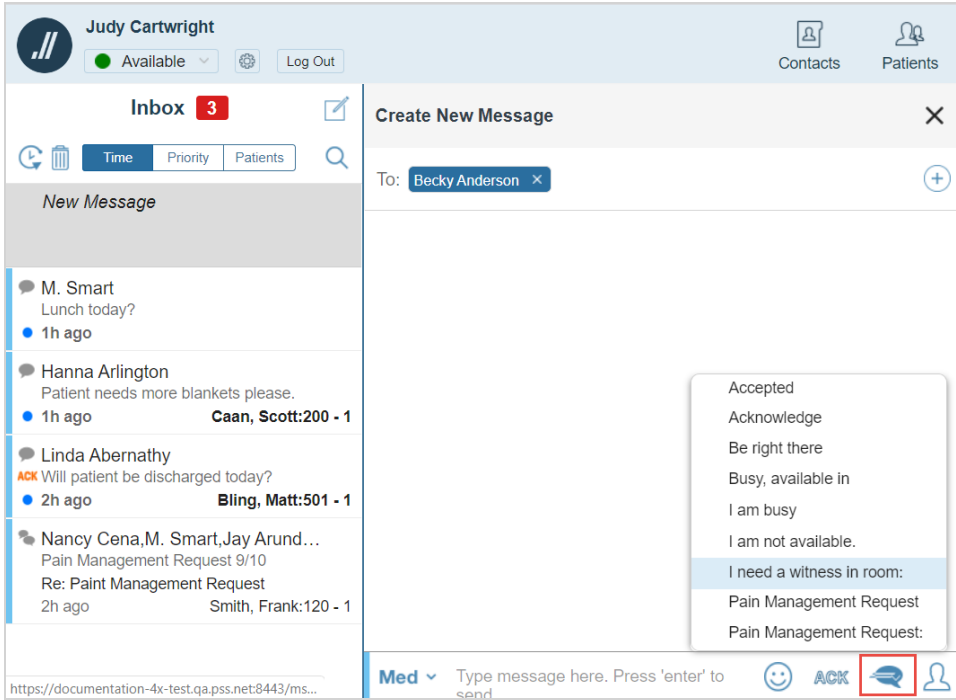 Judy Cartwright
Available
Log Out
Contacts
Patients
Inbox 3
Time Priority Patients
New Message
M. Smart
Lunch today?
1h ago
Hanna Arlington
Patient needs more blankets please.
1h ago Caan, Scott:200 - 1
Linda Abernathy
ACK Will patient be discharged today?
2h ago Bling, Matt:501 - 1
Nancy Cena,M. Smart,Jay Arund…
Pain Management Request 9/10
Re: Paint Management Request
2h ago Smith, Frank:120 - 1
https://documentation-4x-test.qa.pss.net:8443/ms...
Create New Message
To: Becky Anderson
Accepted
Acknowledge
Be right there
Busy, available in
I am busy
I am not available.
I need a witness in room:
Pain Management Request
Pain Management Request:
Med Type message here. Press 'enter' to
send
ACK